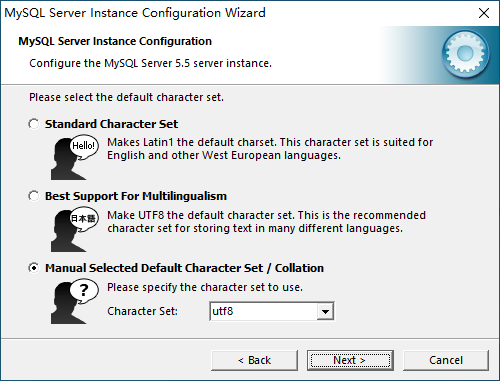 MySQL Server Instance Configuration Wizard
MySQL Server Instance Configuration
Configure the MySQL Server 5.5 server instance.
Please select the default character set.
Standard Character Set
Hello!
Makes Latin1 the default charset. This character set is suited for
English and other West European languages.
Best Support For Multilingualism
日本語
Make UTF8 the default character set. This is the recommended
character set for storing text in many different languages.
Manual Selected Default Character Set / Collation
?
Please specify the character set to use.
Character Set: utf8
< Back Next > Cancel